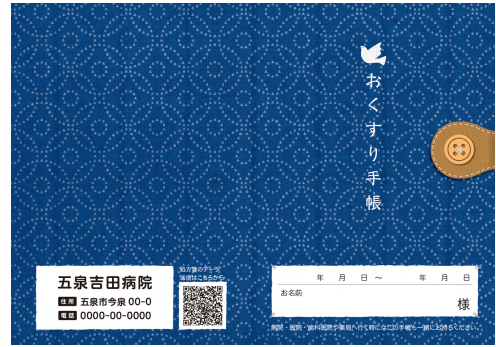 おくすり手帳
年 月 日 ～ 年 月 日
お名前
様
病院・医院・歯科医院や薬局へ行く時にはこの手帳も一緒にお持ちください。
五泉吉田病院
住所 五泉市今泉 00-0
電話 0000-00-0000
処方箋のデータ
送信はこちらから